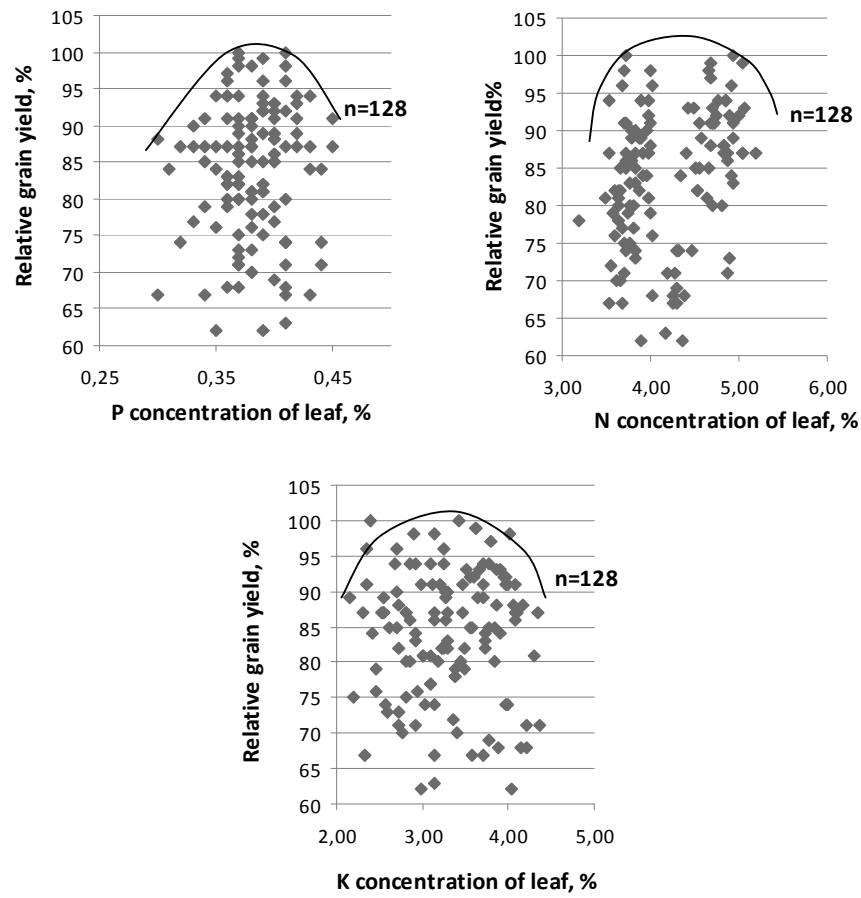 Relative grain yield, %
105
100
95
90
85
80
75
70
65
60
0,25 0,35 0,45
P concentration of leaf, %
n=128
Relative grain yield%
105
100
95
90
85
80
75
70
65
60
3,00 4,00 5,00 6,00
N concentration of leaf, %
n=128
Relative grain yield, %
105
100
95
90
85
80
75
70
65
60
2,00 3,00 4,00 5,00
K concentration of leaf, %
n=128